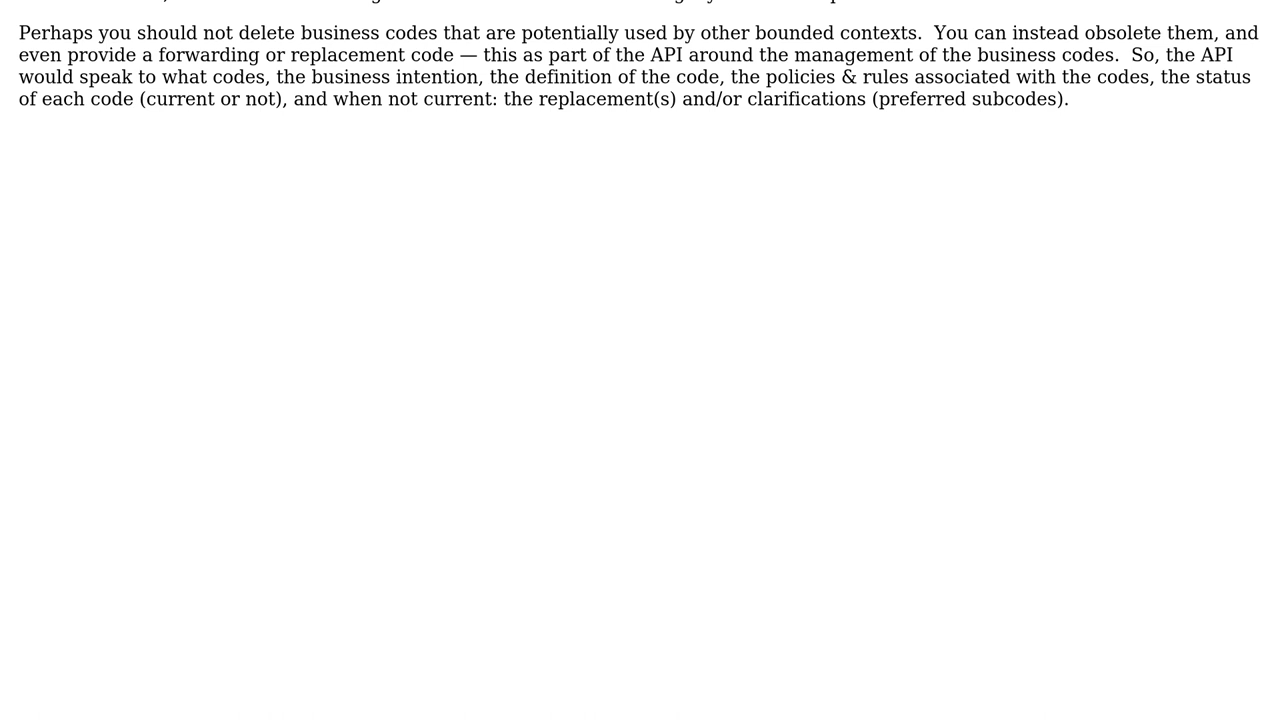 Perhaps you should not delete business codes that are potentially used by other bounded contexts.  You can instead obsolete them, and
even provide a forwarding or replacement code — this as part of the API around the management of the business codes.  So, the API
would speak to what codes, the business intention, the definition of the code, the policies & rules associated with the codes, the status
of each code (current or not), and when not current: the replacement(s) and/or clarifications (preferred subcodes).